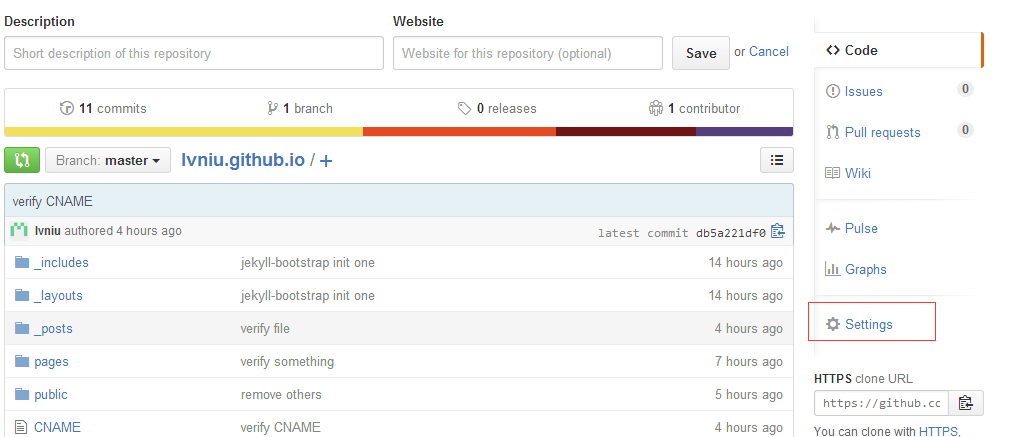 Description
Website
Short description of this repository
Website for this repository (optional)
Save
or Cancel
11 commits
1 branch
0 releases
1 contributor
Branch: master
lvniu.github.io / +
verify CNAME
lvniu authored 4 hours ago
latest commit db5a221df0
_includes jekyll-bootstrap init one 14 hours ago
_layouts jekyll-bootstrap init one 14 hours ago
_posts verify file 4 hours ago
pages verify something 7 hours ago
public remove others 5 hours ago
CNAME verify CNAME 4 hours ago
Code
Issues 0
Pull requests 0
Wiki
Pulse
Graphs
Settings
HTTPS clone URL
https://github.cc
You can clone with HTTPS,